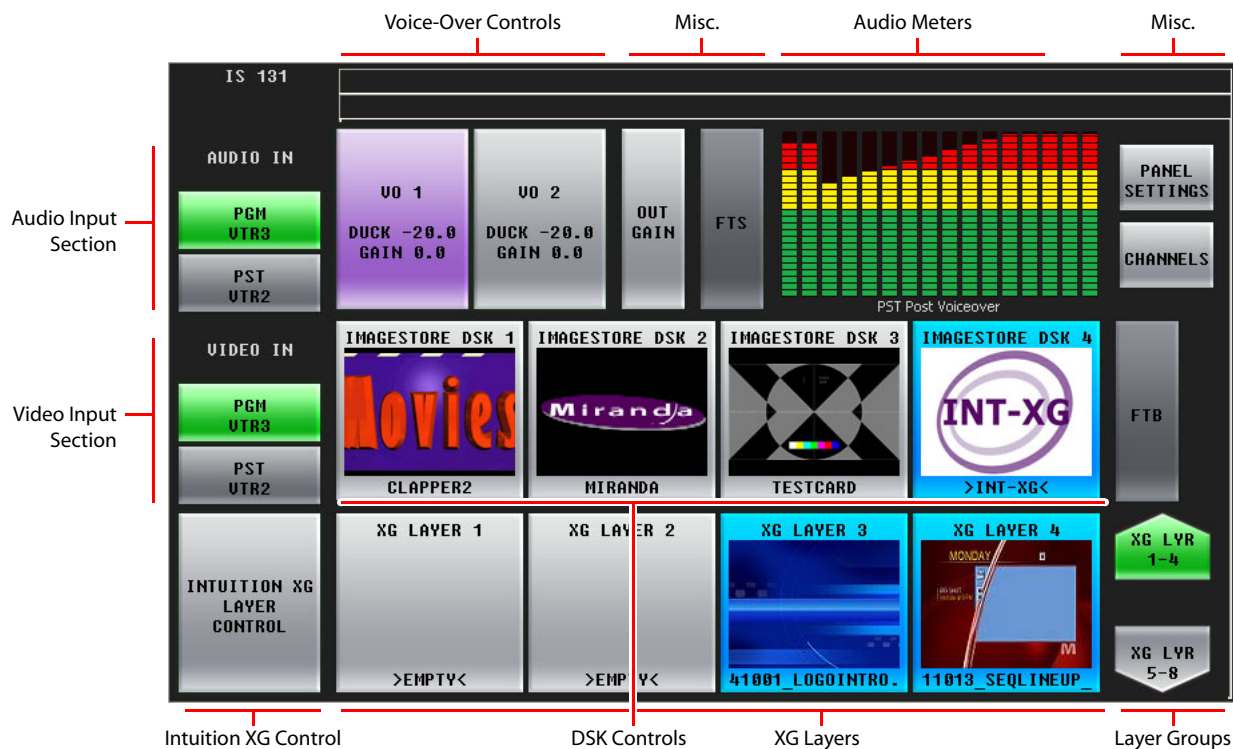 Voice-Over Controls
Misc.
Audio Meters
Misc.
IS 131
Audio Input
Section
AUDIO IN
PGM
VTR3
PST
VTR2
VO 1
DUCK -20.0
GAIN 0.0
VO 2
DUCK -20.0
GAIN 0.0
OUT
GAIN
FTS
PST Post Voiceover
PANEL
SETTINGS
CHANNELS
Video Input
Section
VIDEO IN
PGM
VTR3
PST
VTR2
IMAGESTORE DSK 1
Movies
CLAPPER2
IMAGESTORE DSK 2
Miranda
MIRANDA
IMAGESTORE DSK 3
TESTCARD
IMAGESTORE DSK 4
INT-XG
>INT-XG<
FTB
INTUITION XG
LAYER
CONTROL
XG LAYER 1
>EMPTY<
XG LAYER 2
>EMPTY<
XG LAYER 3
41001_LOGOINTRO.
XG LAYER 4
MONDAY
M
11013_SEQLINEUP_
XG LYR
1-4
XG LYR
5-8
Intuition XG Control
DSK Controls
XG Layers
Layer Groups